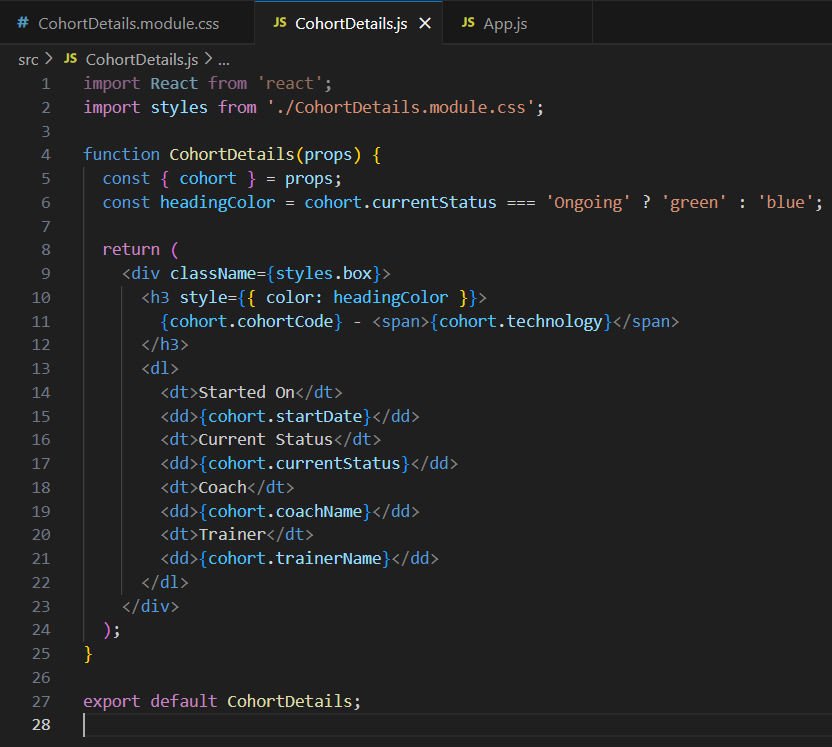 # CohortDetails.module.css JS CohortDetails.js × JS App.js
src > JS CohortDetails.js > ...
1 import React from 'react';
2 import styles from './CohortDetails.module.css';
3
4 function CohortDetails(props) {
5   const { cohort } = props;
6   const headingColor = cohort.currentStatus === 'Ongoing' ? 'green' : 'blue';
7
8   return (
9     <div className={styles.box}>
10       <h3 style={{ color: headingColor }}>
11         {cohort.cohortCode} - <span>{cohort.technology}</span>
12       </h3>
13       <dl>
14         <dt>Started On</dt>
15         <dd>{cohort.startDate}</dd>
16         <dt>Current Status</dt>
17         <dd>{cohort.currentStatus}</dd>
18         <dt>Coach</dt>
19         <dd>{cohort.coachName}</dd>
20         <dt>Trainer</dt>
21         <dd>{cohort.trainerName}</dd>
22       </dl>
23     </div>
24   );
25 }
26
27 export default CohortDetails;
28